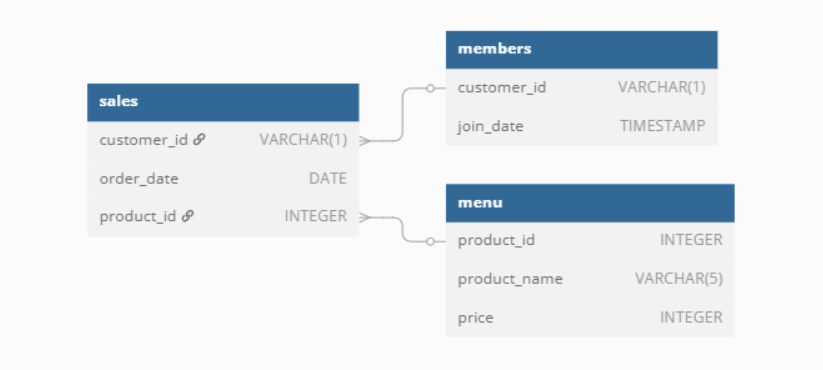 sales
customer_id VARCHAR(1)
order_date DATE
product_id INTEGER
members
customer_id VARCHAR(1)
join_date TIMESTAMP
menu
product_id INTEGER
product_name VARCHAR(5)
price INTEGER